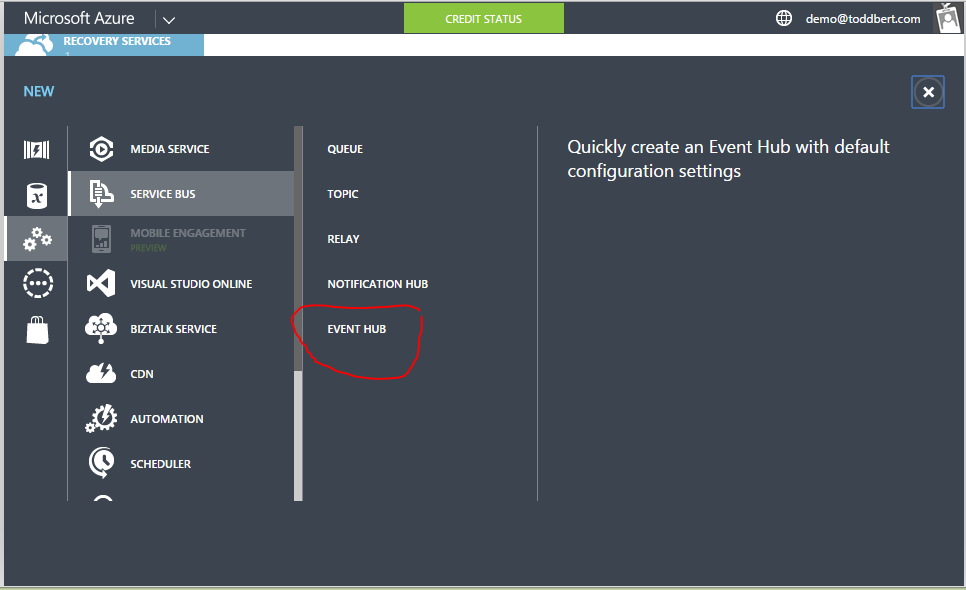 Microsoft Azure
CREDIT STATUS
demo@toddbert.com
RECOVERY SERVICES
NEW
MEDIA SERVICE
SERVICE BUS
MOBILE ENGAGEMENT
PREVIEW
VISUAL STUDIO ONLINE
BIZTALK SERVICE
CDN
AUTOMATION
SCHEDULER
QUEUE
TOPIC
RELAY
NOTIFICATION HUB
EVENT HUB
Quickly create an Event Hub with default
configuration settings